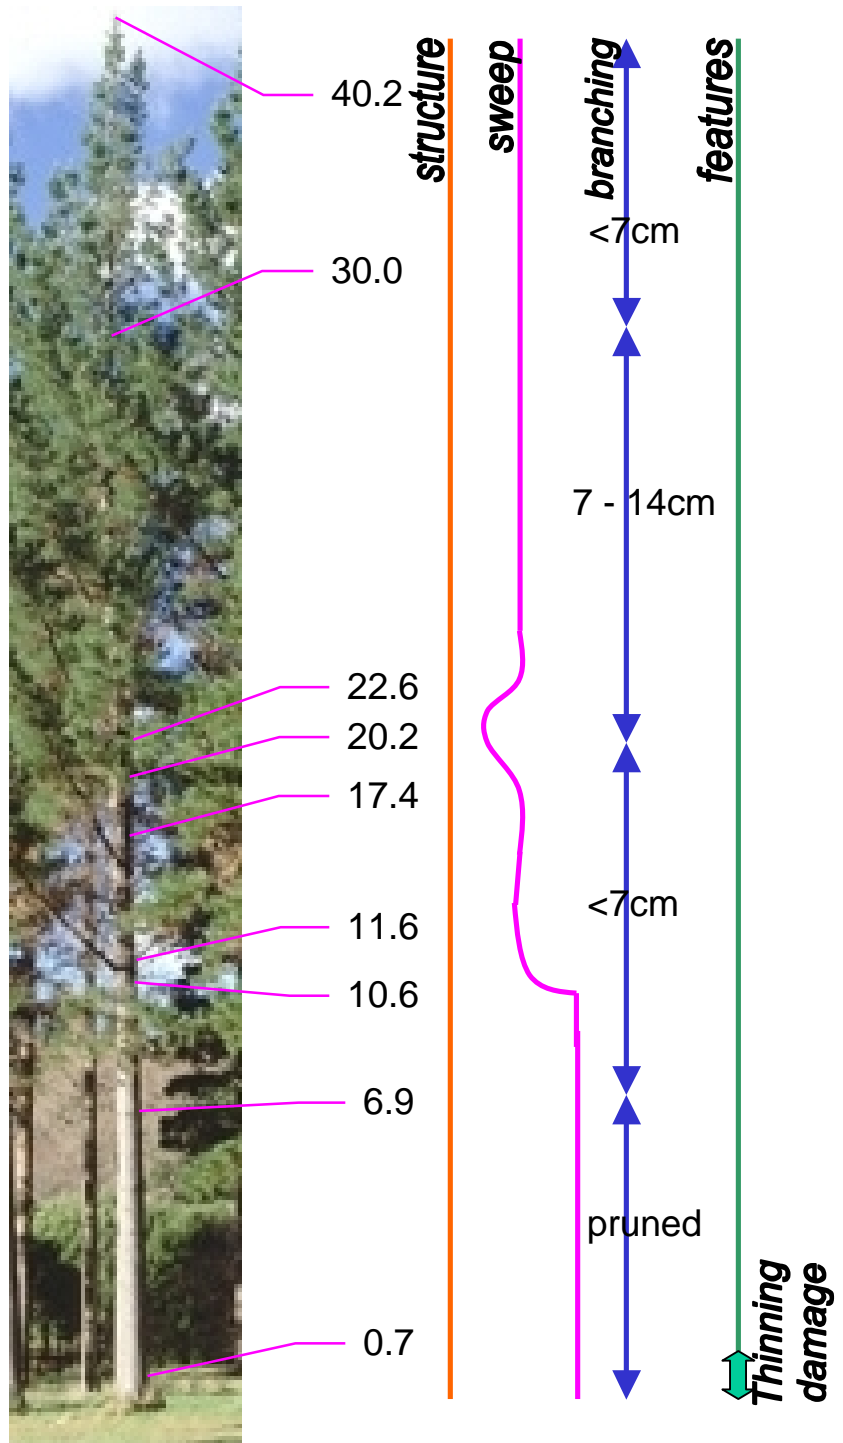 structure
sweep
branching
features
40.2
<7cm
30.0
7 - 14cm
22.6
20.2
17.4
<7cm
11.6
10.6
6.9
pruned
Thinning
damage
0.7